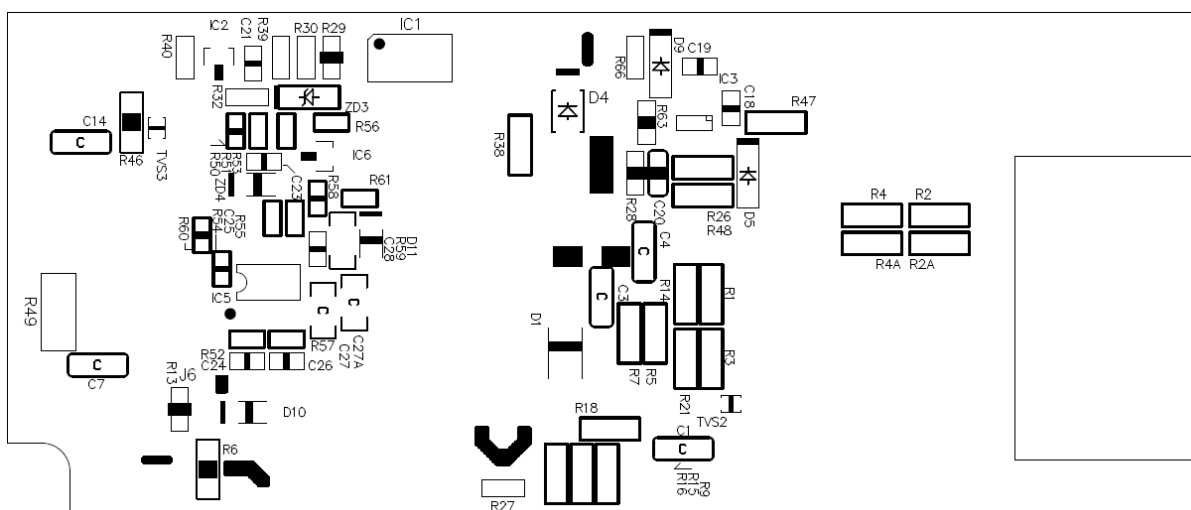 IC2
C21
R39
R30
R29
IC1
R40
R66
D9
C19
IC3
C18
R47
R32
ZD3
D4
C14
R46
TVS3
R56
R38
R63
R50
R51
R53
ZD4
C23
IC6
R58
R61
R28
C20
R26
R48
D5
R4
R2
R4A
R2A
R60
R54
C25
R55
C28
R59
D11
C4
IC5
R49
C3
R14
R1
D1
R57
C27
C27A
R52
C24
C26
R7
R5
R3
C7
R13
J6
D10
R21
TVS2
R18
C1
R6
R27
R16
R15
R9
C
C
C
C
C
C
C